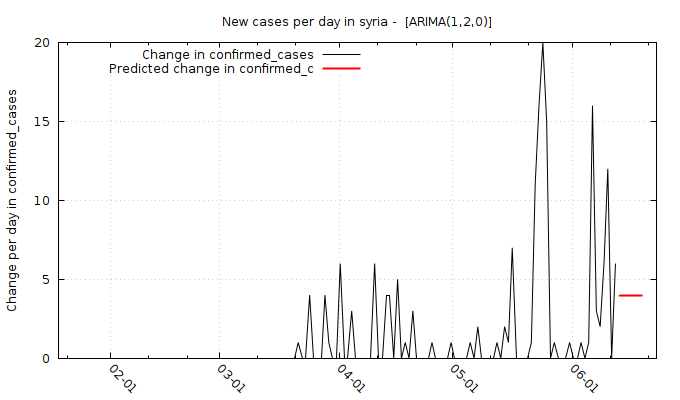 New cases per day in syria -  [ARIMA(1,2,0)]
Change in confirmed_cases
Predicted change in confirmed_c
Change per day in confirmed_cases
20
15
10
5
0
02-01
03-01
04-01
05-01
06-01